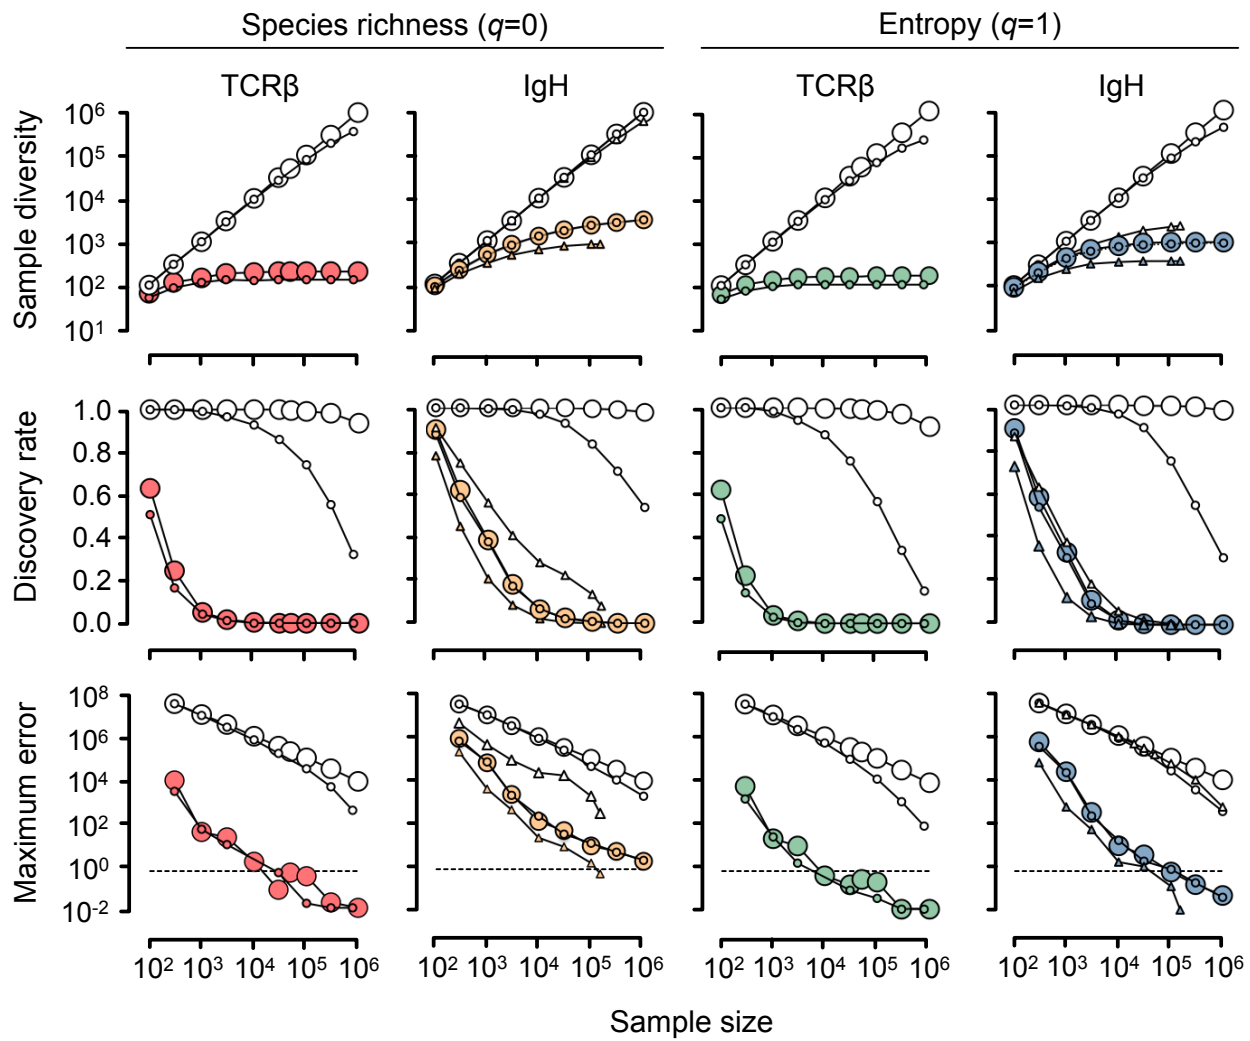 Species richness (q=0) Entropy (q=1)
TCRβ IgH TCRβ IgH
Sample diversity
10⁶
10⁵
10⁴
10³
10²
10¹
Discovery rate
1.0
0.8
0.6
0.4
0.2
0.0
Maximum error
10⁸
10⁶
10⁴
10²
10⁰
10⁻²
10² 10³ 10⁴ 10⁵ 10⁶ 10² 10³ 10⁴ 10⁵ 10⁶ 10² 10³ 10⁴ 10⁵ 10⁶ 10² 10³ 10⁴ 10⁵ 10⁶
Sample size